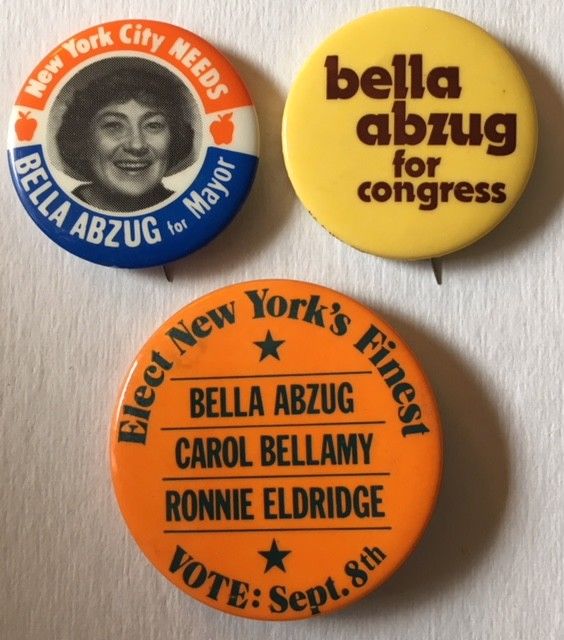 New York City NEEDS
BELLA ABZUG for Mayor
bella
abzug
for
congress
Elect New York's Finest
BELLA ABZUG
CAROL BELLAMY
RONNIE ELDRIDGE
VOTE: Sept. 8th